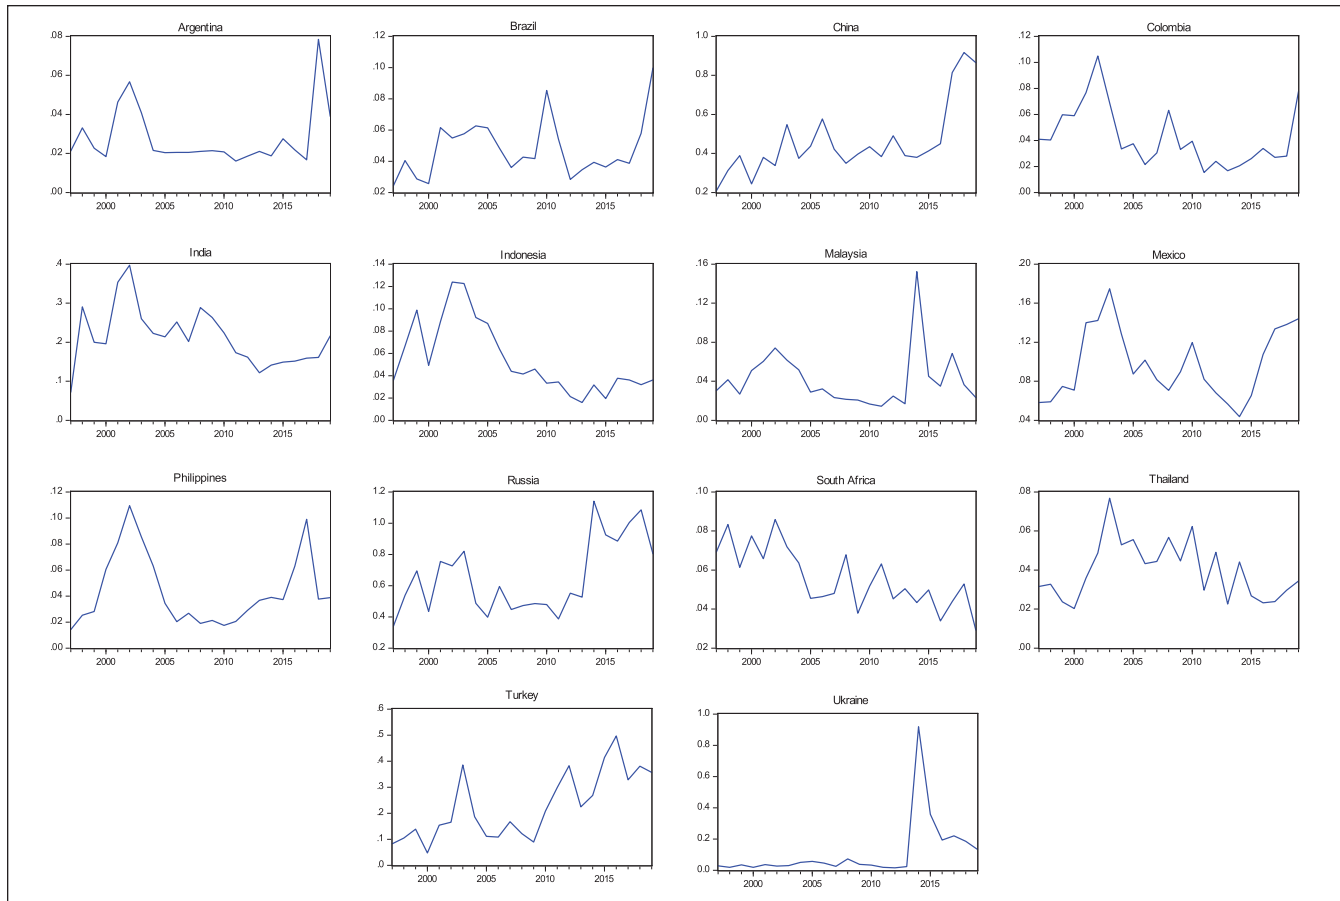 Argentina
.08
.06
.04
.02
.00
2000 2005 2010 2015
Brazil
.12
.10
.08
.06
.04
.02
2000 2005 2010 2015
China
1.0
0.8
0.6
0.4
0.2
2000 2005 2010 2015
Colombia
.12
.10
.08
.06
.04
.02
.00
2000 2005 2010 2015
India
.4
.3
.2
.1
.0
2000 2005 2010 2015
Indonesia
.14
.12
.10
.08
.06
.04
.02
.00
2000 2005 2010 2015
Malaysia
.16
.12
.08
.04
.00
2000 2005 2010 2015
Mexico
.20
.16
.12
.08
.04
2000 2005 2010 2015
Philippines
.12
.10
.08
.06
.04
.02
.00
2000 2005 2010 2015
Russia
1.2
1.0
0.8
0.6
0.4
0.2
2000 2005 2010 2015
South Africa
.10
.08
.06
.04
.02
2000 2005 2010 2015
Thailand
.08
.06
.04
.02
.00
2000 2005 2010 2015
Turkey
.6
.5
.4
.3
.2
.1
.0
2000 2005 2010 2015
Ukraine
1.0
0.8
0.6
0.4
0.2
0.0
2000 2005 2010 2015